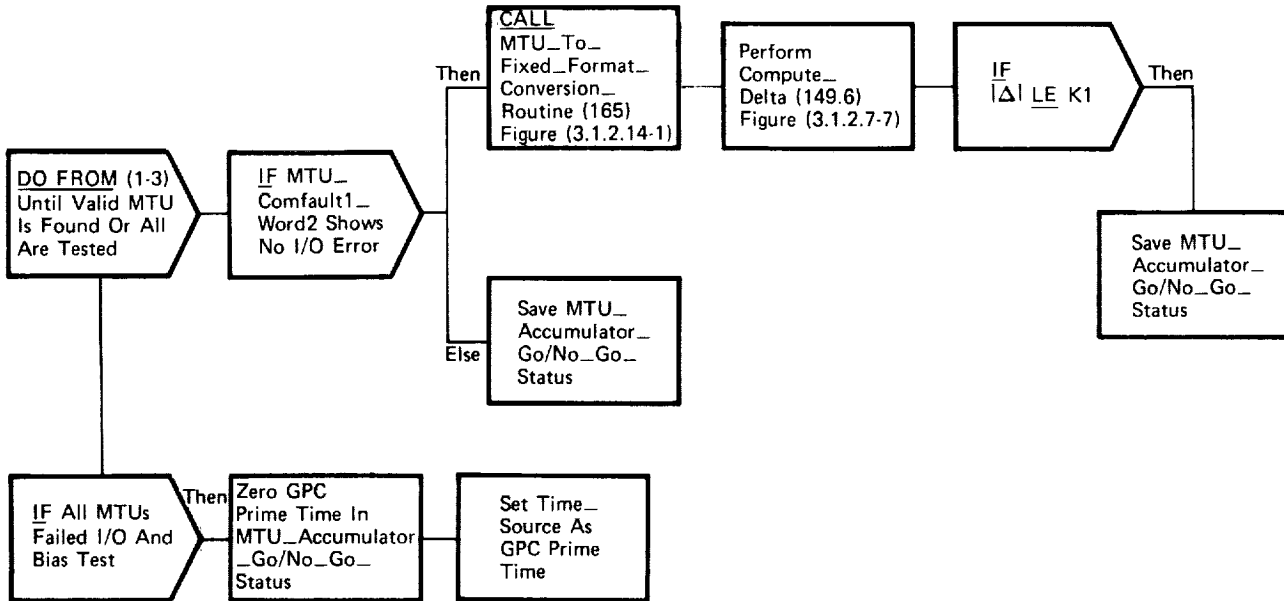 DO FROM (1-3)
Until Valid MTU
Is Found Or All
Are Tested
IF MTU_
Comfault1_
Word2 Shows
No I/O Error
Then
CALL
MTU_To_
Fixed_Format_
Conversion_
Routine (165)
Figure (3.1.2.14-1)
Perform
Compute_
Delta (149.6)
Figure (3.1.2.7-7)
IF
|Δ| LE K1
Then
Save MTU_
Accumulator_
Go/No_Go_
Status
Else
Save MTU_
Accumulator_
Go/No_Go_
Status
IF All MTUs
Failed I/O And
Bias Test
Then
Zero GPC
Prime Time In
MTU_Accumulator
_Go/No_Go_
Status
Set Time_
Source As
GPC Prime
Time